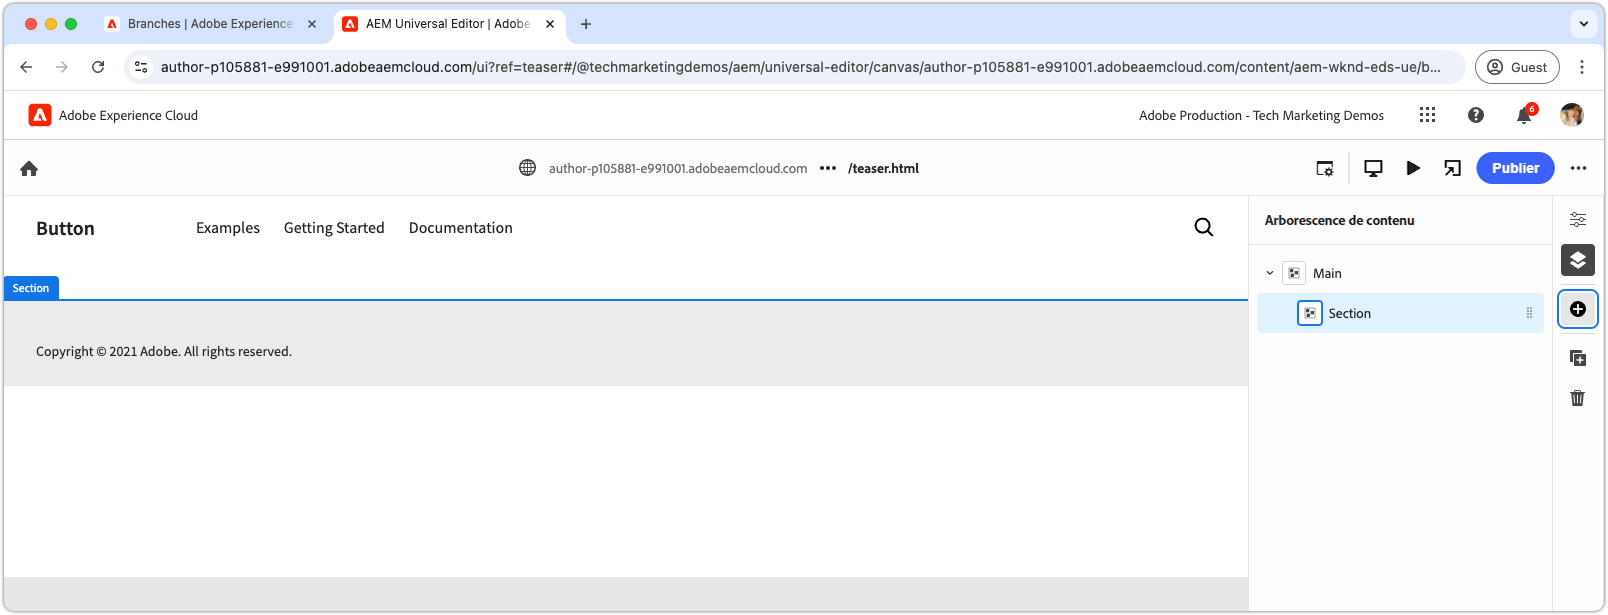 Branches | Adobe Experience
AEM Universal Editor | Adobe
author-p105881-e991001.adobeaemcloud.com/ui?ref=teaser#/@techmarketingdemos/aem/universal-editor/canvas/author-p105881-e991001.adobeaemcloud.com/content/aem-wknd-eds-ue/b...
Guest
Adobe Experience Cloud
Adobe Production - Tech Marketing Demos
6
author-p105881-e991001.adobeaemcloud.com ••• /teaser.html
Publier
Button
Examples
Getting Started
Documentation
Arborescence de contenu
Main
Section
Section
Copyright © 2021 Adobe. All rights reserved.